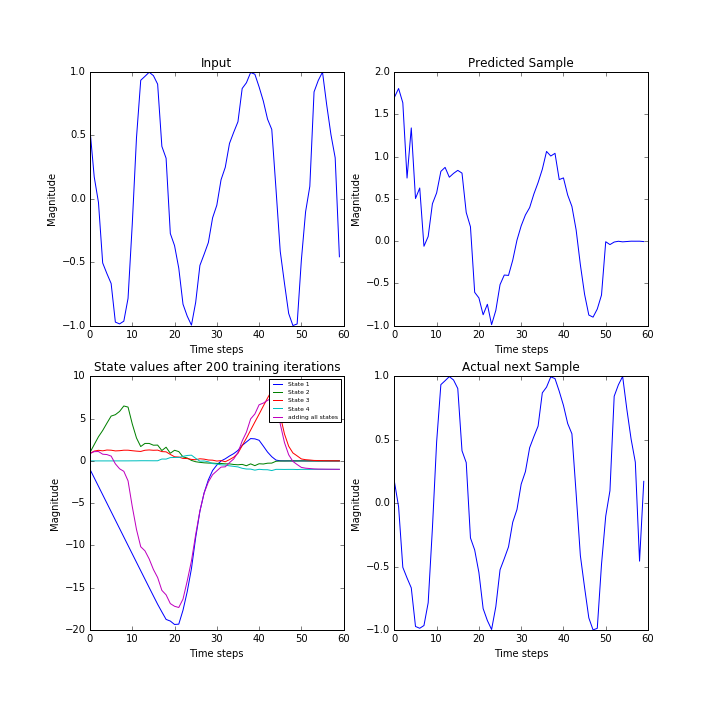 Input
1.0
0.5
0.0
−0.5
−1.0
Magnitude
0 10 20 30 40 50 60
Time steps
Predicted Sample
2.0
1.5
1.0
0.5
0.0
−0.5
−1.0
Magnitude
0 10 20 30 40 50 60
Time steps
State values after 200 training iterations
10
5
0
−5
−10
−15
−20
Magnitude
State 1
State 2
State 3
State 4
adding all states
0 10 20 30 40 50 60
Time steps
Actual next Sample
1.0
0.5
0.0
−0.5
−1.0
Magnitude
0 10 20 30 40 50 60
Time steps